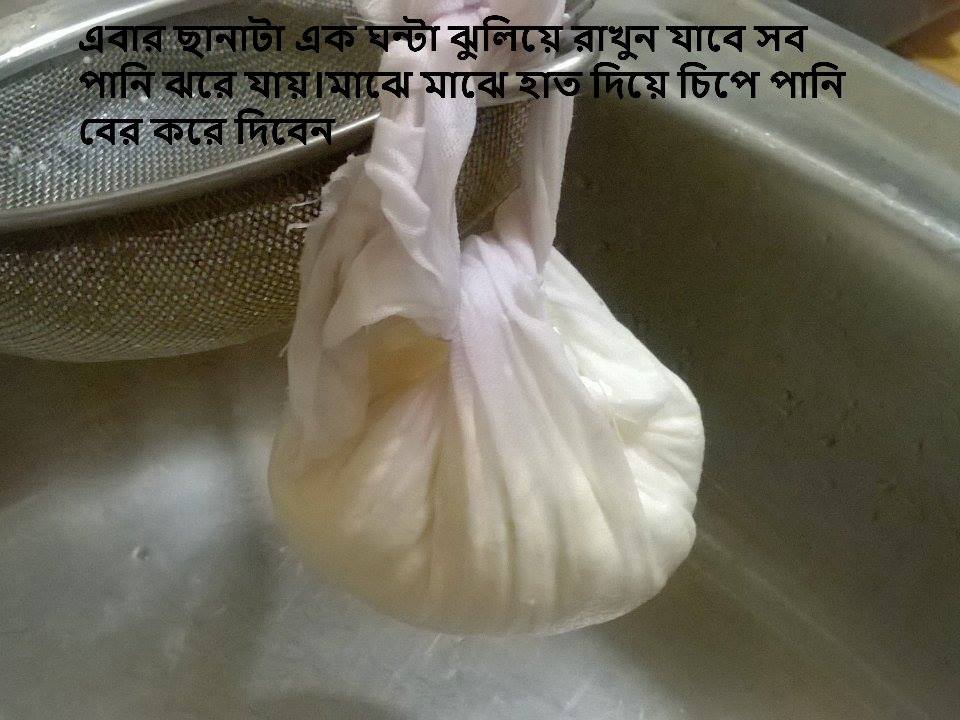 এবার ছানাটা এক ঘন্টা ঝুলিয়ে রাখুন যাবে সব
পানি ঝরে যায়।মাঝে মাঝে হাত দিয়ে চিপে পানি
বের করে দিবেন